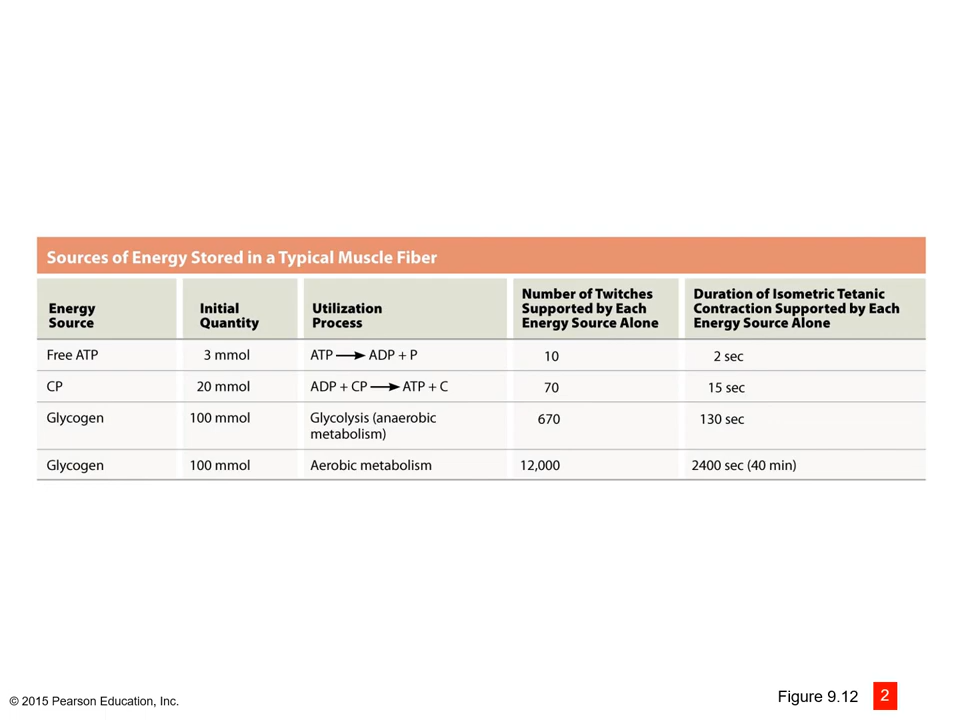 Sources of Energy Stored in a Typical Muscle Fiber
Energy
Source
Initial
Quantity
Utilization
Process
Number of Twitches
Supported by Each
Energy Source Alone
Duration of Isometric Tetanic
Contraction Supported by Each
Energy Source Alone
Free ATP 3 mmol ATP → ADP + P 10 2 sec
CP 20 mmol ADP + CP → ATP + C 70 15 sec
Glycogen 100 mmol Glycolysis (anaerobic
metabolism) 670 130 sec
Glycogen 100 mmol Aerobic metabolism 12,000 2400 sec (40 min)
© 2015 Pearson Education, Inc.
Figure 9.12 2